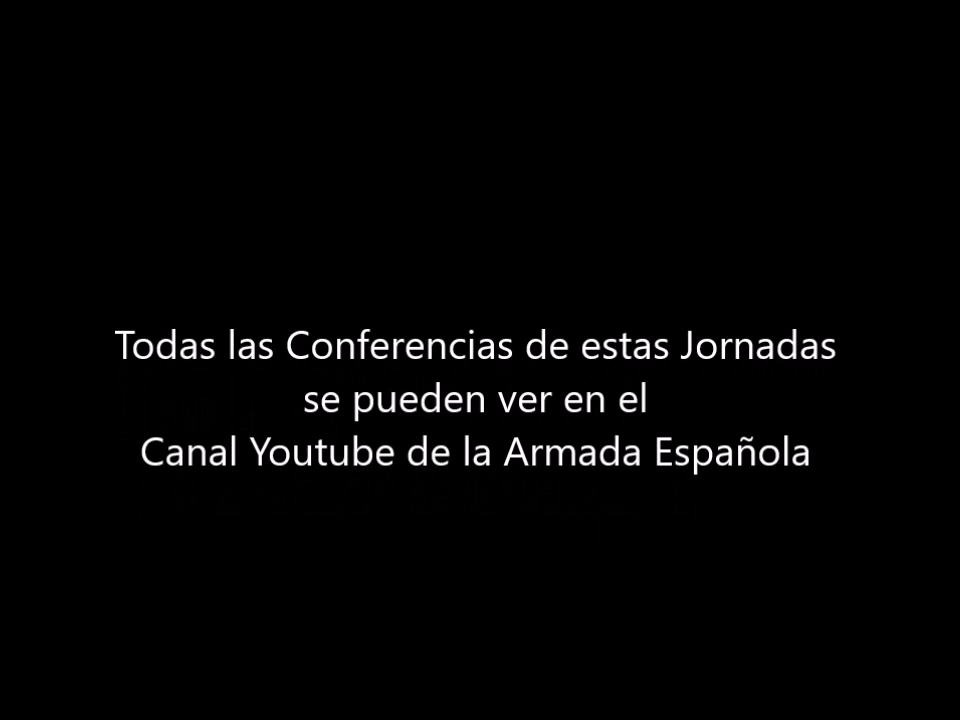 Todas las Conferencias de estas Jornadas
se pueden ver en el
Canal Youtube de la Armada Española